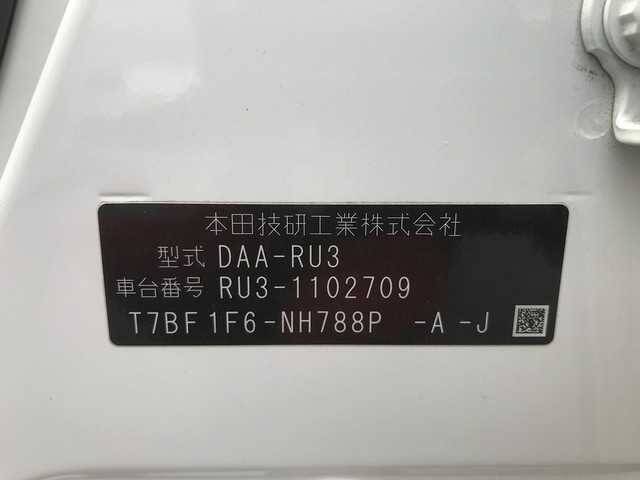 本田技研工業株式会社
型式 DAA-RU3
車台番号 RU3-1102709
T7BF1F6-NH788P -A -J